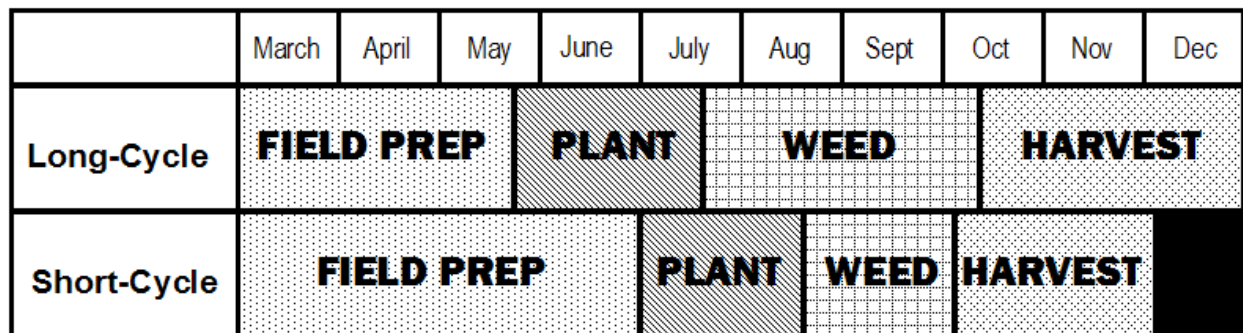 March April May June July Aug Sept Oct Nov Dec
Long-Cycle FIELD PREP PLANT WEED HARVEST
Short-Cycle FIELD PREP PLANT WEED HARVEST